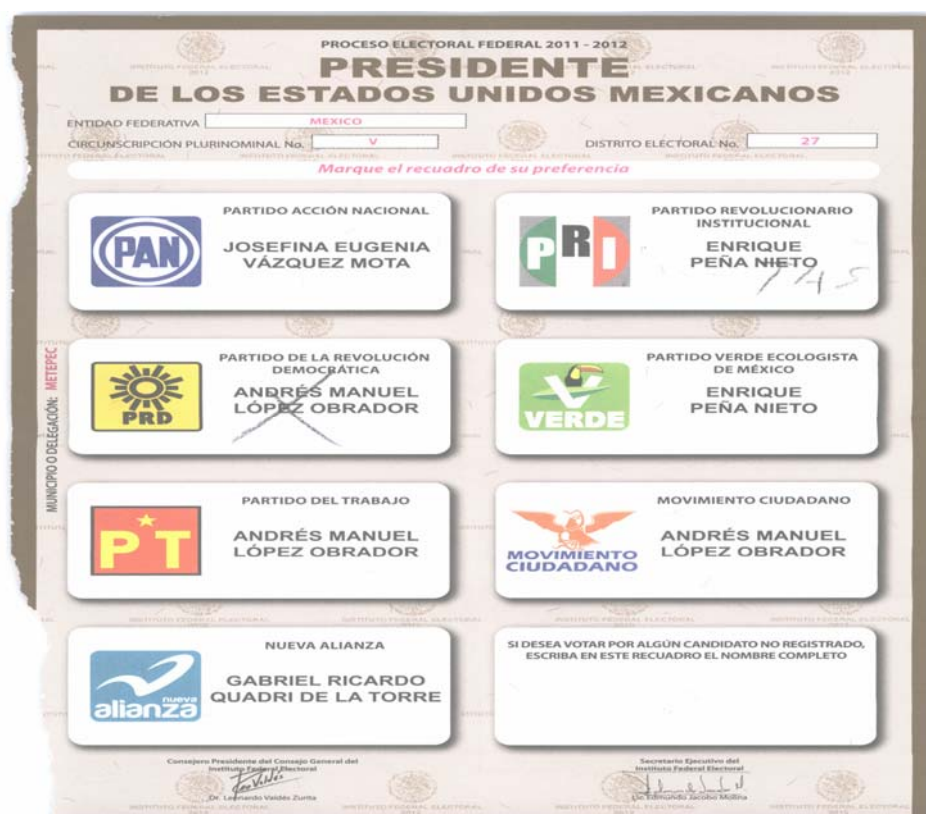 PROCESO ELECTORAL FEDERAL 2011 - 2012
PRESIDENTE
DE LOS ESTADOS UNIDOS MEXICANOS
ENTIDAD FEDERATIVA MEXICO
CIRCUNSCRIPCIÓN PLURINOMINAL No. V
DISTRITO ELECTORAL No. 27
Marque el recuadro de su preferencia
MUNICIPIO O DELEGACIÓN: METEPEC
PAN
PARTIDO ACCIÓN NACIONAL
JOSEFINA EUGENIA
VÁZQUEZ MOTA
PRI
PARTIDO REVOLUCIONARIO
INSTITUCIONAL
ENRIQUE
PEÑA NIETO
PRD
PARTIDO DE LA REVOLUCIÓN
DEMOCRÁTICA
ANDRÉS MANUEL
LÓPEZ OBRADOR
VERDE
PARTIDO VERDE ECOLOGISTA
DE MÉXICO
ENRIQUE
PEÑA NIETO
PT
PARTIDO DEL TRABAJO
ANDRÉS MANUEL
LÓPEZ OBRADOR
MOVIMIENTO
CIUDADANO
MOVIMIENTO CIUDADANO
ANDRÉS MANUEL
LÓPEZ OBRADOR
nueva
alianza
NUEVA ALIANZA
GABRIEL RICARDO
QUADRI DE LA TORRE
SI DESEA VOTAR POR ALGÚN CANDIDATO NO REGISTRADO,
ESCRIBA EN ESTE RECUADRO EL NOMBRE COMPLETO
Consejero Presidente del Consejo General del
Instituto Federal Electoral
Dr. Leonardo Valdés Zurita
Secretario Ejecutivo del
Instituto Federal Electoral
Lic. Edmundo Jacobo Molina